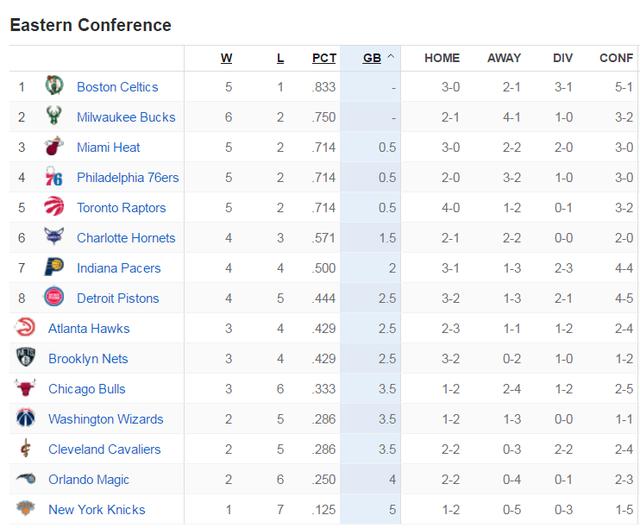 Eastern Conference
W L PCT GB ^ HOME AWAY DIV CONF
1 Boston Celtics 5 1 .833 - 3-0 2-1 3-1 5-1
2 Milwaukee Bucks 6 2 .750 - 2-1 4-1 1-0 3-2
3 Miami Heat 5 2 .714 0.5 3-0 2-2 2-0 3-0
4 76 Philadelphia 76ers 5 2 .714 0.5 2-0 3-2 1-0 3-0
5 Toronto Raptors 5 2 .714 0.5 4-0 1-2 0-1 3-2
6 Charlotte Hornets 4 3 .571 1.5 2-1 2-2 0-0 2-0
7 Indiana Pacers 4 4 .500 2 3-1 1-3 2-3 4-4
8 Detroit Pistons 4 5 .444 2.5 3-2 1-3 2-1 4-5
Atlanta Hawks 3 4 .429 2.5 2-3 1-1 1-2 2-4
NETS Brooklyn Nets 3 4 .429 2.5 3-2 0-2 1-0 1-2
Chicago Bulls 3 6 .333 3.5 1-2 2-4 1-2 2-5
Washington Wizards 2 5 .286 3.5 1-2 1-3 0-0 1-1
Cleveland Cavaliers 2 5 .286 3.5 2-2 0-3 2-2 2-4
Orlando Magic 2 6 .250 4 2-2 0-4 0-1 2-3
New York Knicks 1 7 .125 5 1-2 0-5 0-3 1-5